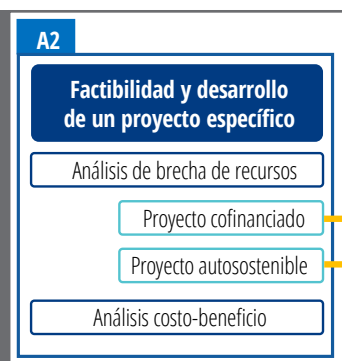 A2
Factibilidad y desarrollo
de un proyecto específico
Análisis de brecha de recursos
Proyecto cofinanciado
Proyecto autosostenible
Análisis costo-beneficio